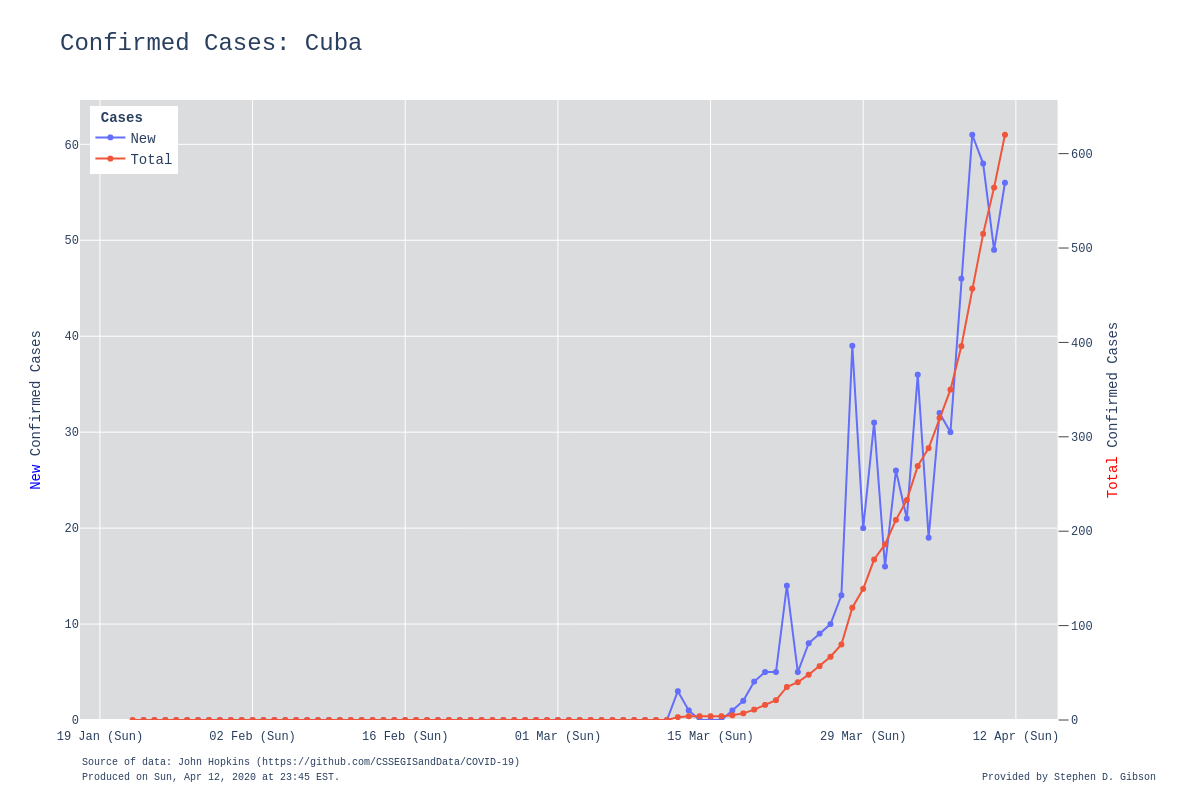 Confirmed Cases: Cuba
Cases
New
Total
60
50
40
30
20
10
0
600
500
400
300
200
100
0
New Confirmed Cases
Total Confirmed Cases
19 Jan (Sun)
02 Feb (Sun)
16 Feb (Sun)
01 Mar (Sun)
15 Mar (Sun)
29 Mar (Sun)
12 Apr (Sun)
Source of data: John Hopkins (https://github.com/CSSEGISandData/COVID-19)
Produced on Sun, Apr 12, 2020 at 23:45 EST.
Provided by Stephen D. Gibson